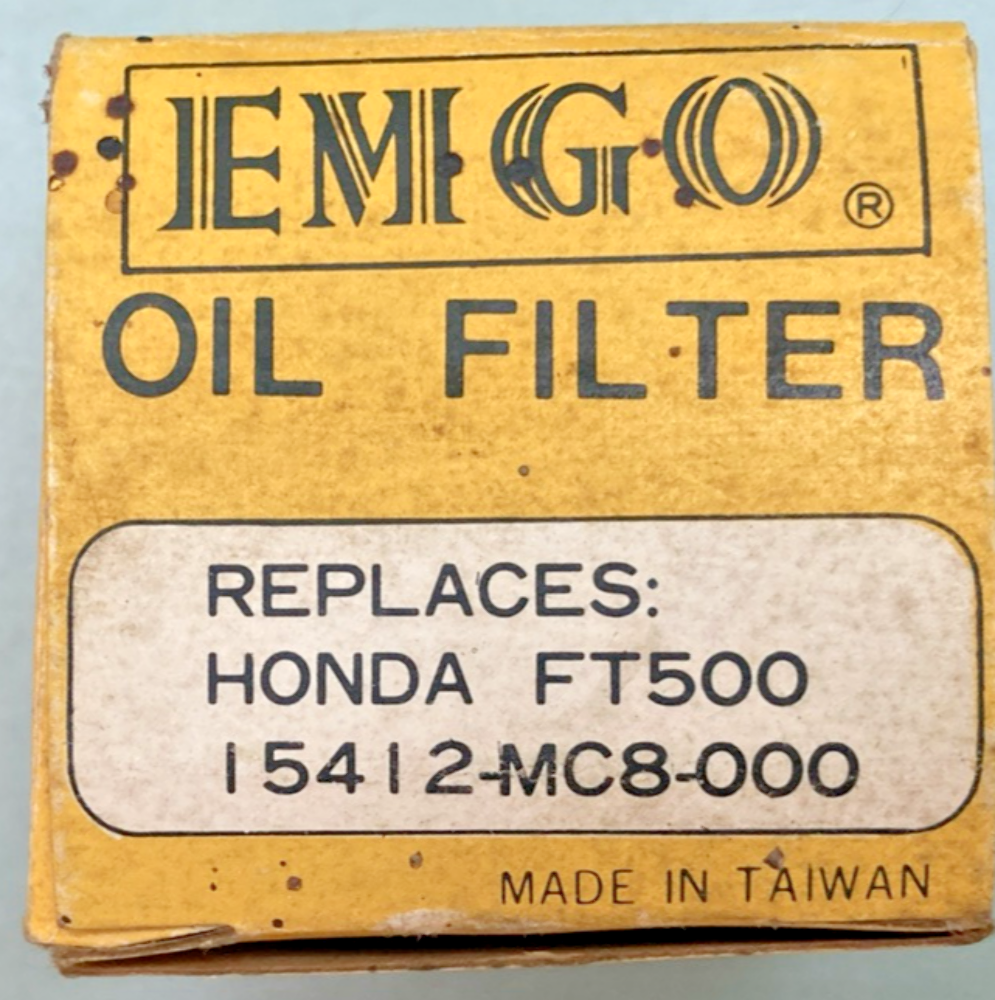 EMGO ®
OIL FILTER
REPLACES:
HONDA FT500
15412-MC8-000
MADE IN TAIWAN